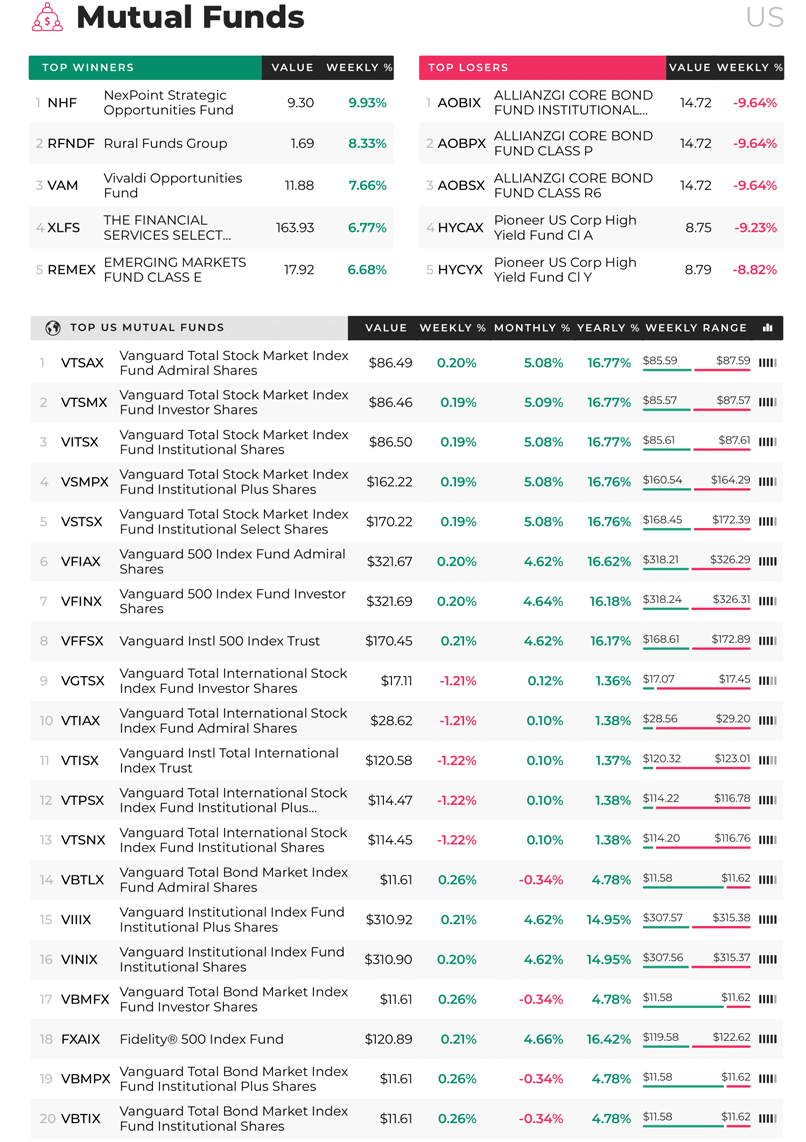 Mutual Funds
US
TOP WINNERS VALUE WEEKLY %
1 NHF NexPoint Strategic Opportunities Fund 9.30 9.93%
2 RFNDF Rural Funds Group 1.69 8.33%
3 VAM Vivaldi Opportunities Fund 11.88 7.66%
4 XLFS THE FINANCIAL SERVICES SELECT... 163.93 6.77%
5 REMEX EMERGING MARKETS FUND CLASS E 17.92 6.68%
TOP LOSERS VALUE WEEKLY %
1 AOBIX ALLIANZGI CORE BOND FUND INSTITUTIONAL... 14.72 -9.64%
2 AOBPX ALLIANZGI CORE BOND FUND CLASS P 14.72 -9.64%
3 AOBSX ALLIANZGI CORE BOND FUND CLASS R6 14.72 -9.64%
4 HYCAX Pioneer US Corp High Yield Fund Cl A 8.75 -9.23%
5 HYCYX Pioneer US Corp High Yield Fund Cl Y 8.79 -8.82%
TOP US MUTUAL FUNDS VALUE WEEKLY % MONTHLY % YEARLY % WEEKLY RANGE
1 VTSAX Vanguard Total Stock Market Index Fund Admiral Shares $86.49 0.20% 5.08% 16.77% $85.59 $87.59
2 VTSMX Vanguard Total Stock Market Index Fund Investor Shares $86.46 0.19% 5.09% 16.77% $85.57 $87.57
3 VITSX Vanguard Total Stock Market Index Fund Institutional Shares $86.50 0.19% 5.08% 16.77% $85.61 $87.61
4 VSMPX Vanguard Total Stock Market Index Fund Institutional Plus Shares $162.22 0.19% 5.08% 16.76% $160.54 $164.29
5 VSTSX Vanguard Total Stock Market Index Fund Institutional Select Shares $170.22 0.19% 5.08% 16.76% $168.45 $172.39
6 VFIAX Vanguard 500 Index Fund Admiral Shares $321.67 0.20% 4.62% 16.62% $318.21 $326.29
7 VFINX Vanguard 500 Index Fund Investor Shares $321.69 0.20% 4.64% 16.18% $318.24 $326.31
8 VFFSX Vanguard Instl 500 Index Trust $170.45 0.21% 4.62% 16.17% $168.61 $172.89
9 VGTSX Vanguard Total International Stock Index Fund Investor Shares $17.11 -1.21% 0.12% 1.36% $17.07 $17.45
10 VTIAX Vanguard Total International Stock Index Fund Admiral Shares $28.62 -1.21% 0.10% 1.38% $28.56 $29.20
11 VTISX Vanguard Instl Total International Index Trust $120.58 -1.22% 0.10% 1.37% $120.32 $123.01
12 VTPSX Vanguard Total International Stock Index Fund Institutional Plus... $114.47 -1.22% 0.10% 1.38% $114.22 $116.78
13 VTSNX Vanguard Total International Stock Index Fund Institutional Shares $114.45 -1.22% 0.10% 1.38% $114.20 $116.76
14 VBTLX Vanguard Total Bond Market Index Fund Admiral Shares $11.61 0.26% -0.34% 4.78% $11.58 $11.62
15 VIIIX Vanguard Institutional Index Fund Institutional Plus Shares $310.92 0.21% 4.62% 14.95% $307.57 $315.38
16 VINIX Vanguard Institutional Index Fund Institutional Shares $310.90 0.20% 4.62% 14.95% $307.56 $315.37
17 VBMFX Vanguard Total Bond Market Index Fund Investor Shares $11.61 0.26% -0.34% 4.78% $11.58 $11.62
18 FXAIX Fidelity® 500 Index Fund $120.89 0.21% 4.66% 16.42% $119.58 $122.62
19 VBMPX Vanguard Total Bond Market Index Fund Institutional Plus Shares $11.61 0.26% -0.34% 4.78% $11.58 $11.62
20 VBTIX Vanguard Total Bond Market Index Fund Institutional Shares $11.61 0.26% -0.34% 4.78% $11.58 $11.62